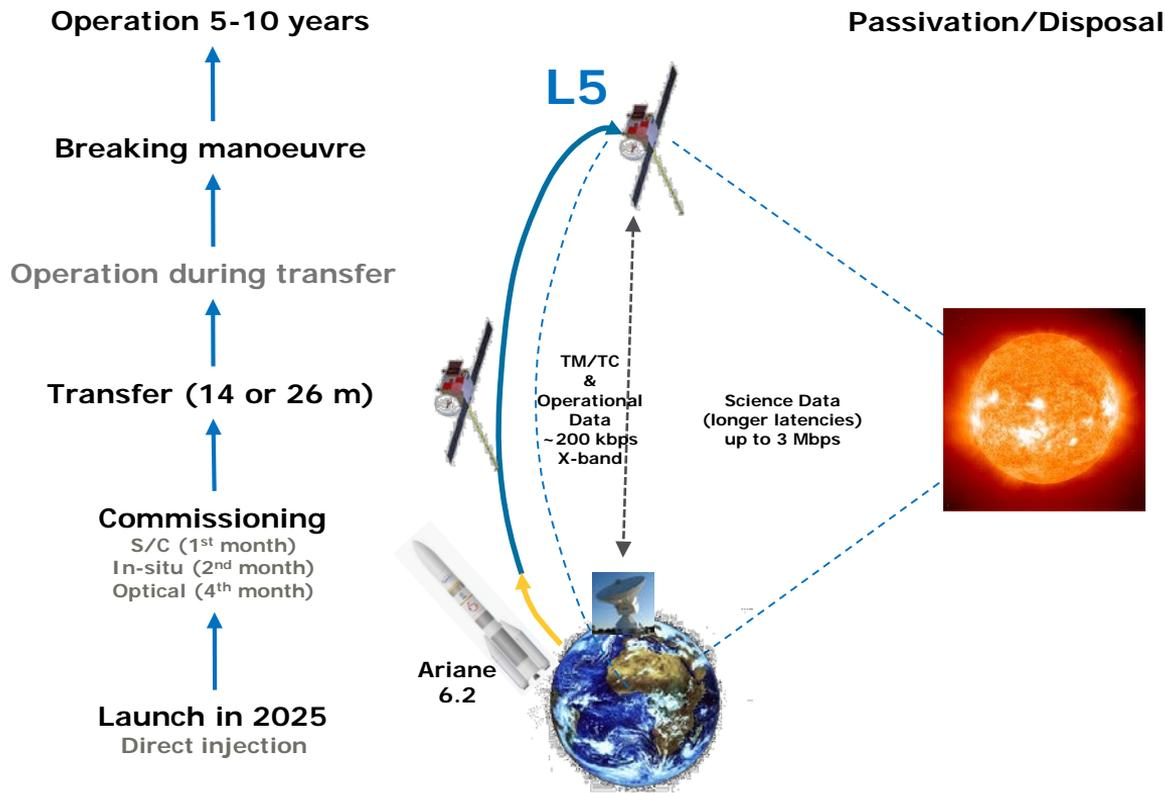 Operation 5-10 years
Passivation/Disposal
L5
Breaking manoeuvre
Operation during transfer
TM/TC
&
Operational
Data
~200 kbps
X-band
Science Data
(longer latencies)
up to 3 Mbps
Transfer (14 or 26 m)
Commissioning
S/C (1st month)
In-situ (2nd month)
Optical (4th month)
Ariane
6.2
Launch in 2025
Direct injection